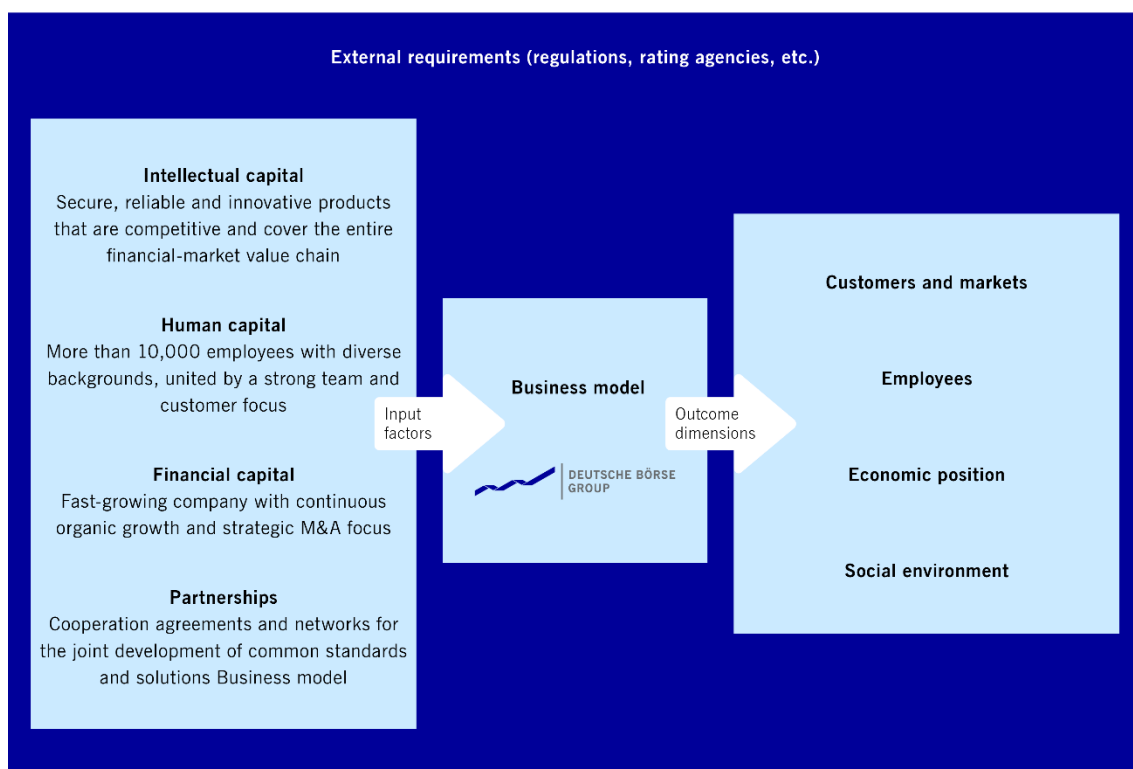 External requirements (regulations, rating agencies, etc.)
Intellectual capital
Secure, reliable and innovative products
that are competitive and cover the entire
financial-market value chain
Human capital
More than 10,000 employees with diverse
backgrounds, united by a strong team and
customer focus
Financial capital
Fast-growing company with continuous
organic growth and strategic M&A focus
Partnerships
Cooperation agreements and networks for
the joint development of common standards
and solutions Business model
Input
factors
Business model
DEUTSCHE BÖRSE
GROUP
Outcome
dimensions
Customers and markets
Employees
Economic position
Social environment